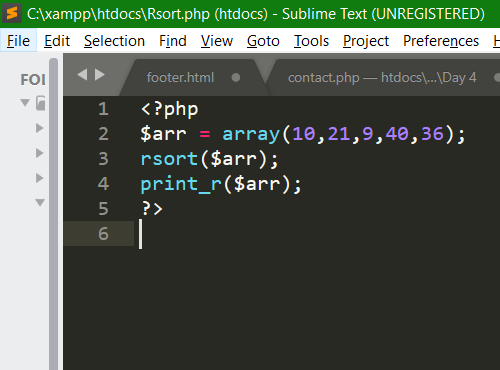 C:\xampp\htdocs\Rsort.php (htdocs) - Sublime Text (UNREGISTERED)
File Edit Selection Find View Goto Tools Project Preferences H
FOL
footer.html contact.php — htdocs\...\Day 4
1 <?php
2 $arr = array(10,21,9,40,36);
3 rsort($arr);
4 print_r($arr);
5 ?>
6